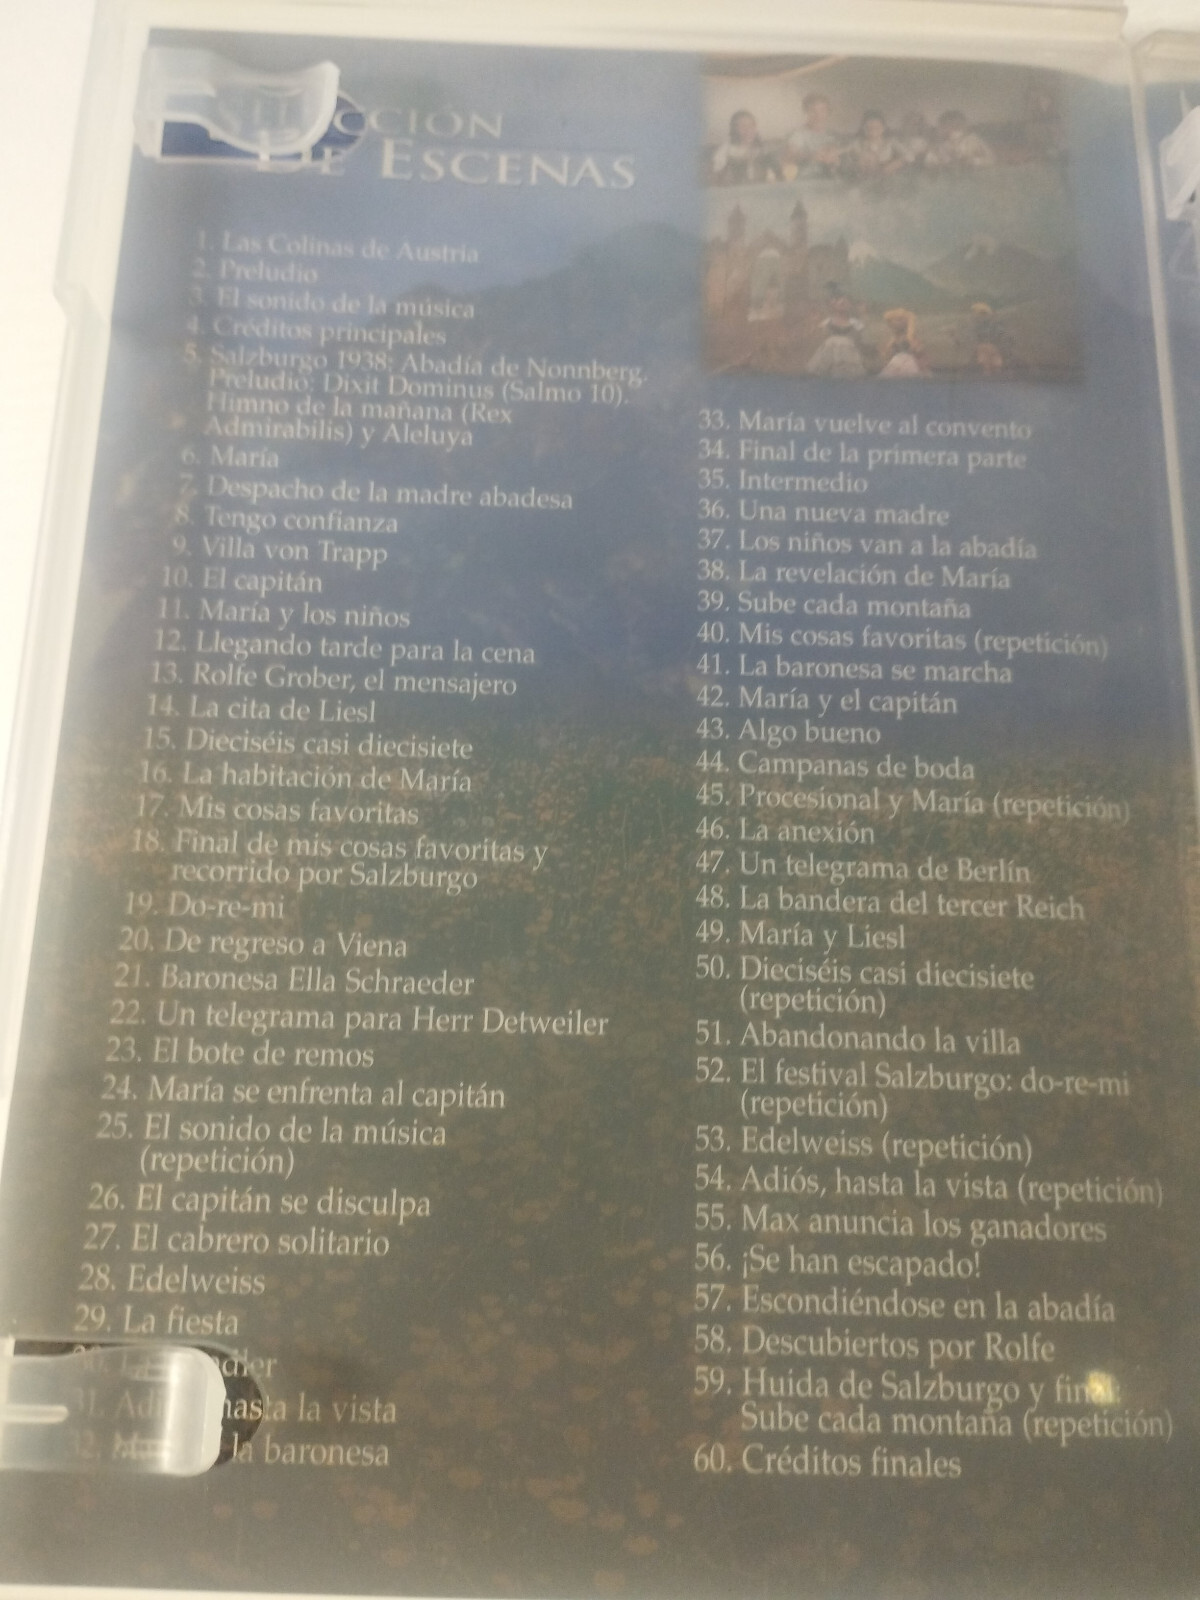 SELECCIÓN
DE ESCENAS
1. Las Colinas de Austria
2. Preludio
3. El sonido de la música
4. Créditos principales
5. Salzburgo 1938; Abadía de Nonnberg.
Preludio; Dixit Dominus (Salmo 10).
Himno de la mañana (Rex
Admirabilis) y Aleluya
6. María
7. Despacho de la madre abadesa
8. Tengo confianza
9. Villa von Trapp
10. El capitán
11. María y los niños
12. Llegando tarde para la cena
13. Rolfe Grober, el mensajero
14. La cita de Liesl
15. Dieciséis casi diecisiete
16. La habitación de María
17. Mis cosas favoritas
18. Final de mis cosas favoritas y
recorrido por Salzburgo
19. Do-re-mi
20. De regreso a Viena
21. Baronesa Ella Schraeder
22. Un telegrama para Herr Detweiler
23. El bote de remos
24. María se enfrenta al capitán
25. El sonido de la música
(repetición)
26. El capitán se disculpa
27. El cabrero solitario
28. Edelweiss
29. La fiesta
31. hasta la vista
32. la baronesa
33. María vuelve al convento
34. Final de la primera parte
35. Intermedio
36. Una nueva madre
37. Los niños van a la abadía
38. La revelación de María
39. Sube cada montaña
40. Mis cosas favoritas (repetición)
41. La baronesa se marcha
42. María y el capitán
43. Algo bueno
44. Campanas de boda
45. Procesional y María (repetición)
46. La anexión
47. Un telegrama de Berlín
48. La bandera del tercer Reich
49. María y Liesl
50. Dieciséis casi diecisiete
(repetición)
51. Abandonando la villa
52. El festival Salzburgo: do-re-mi
(repetición)
53. Edelweiss (repetición)
54. Adiós, hasta la vista (repetición)
55. Max anuncia los ganadores
56. ¡Se han escapado!
57. Escondiéndose en la abadía
58. Descubiertos por Rolfe
59. Huida de Salzburgo y final:
Sube cada montaña (repetición)
60. Créditos finales